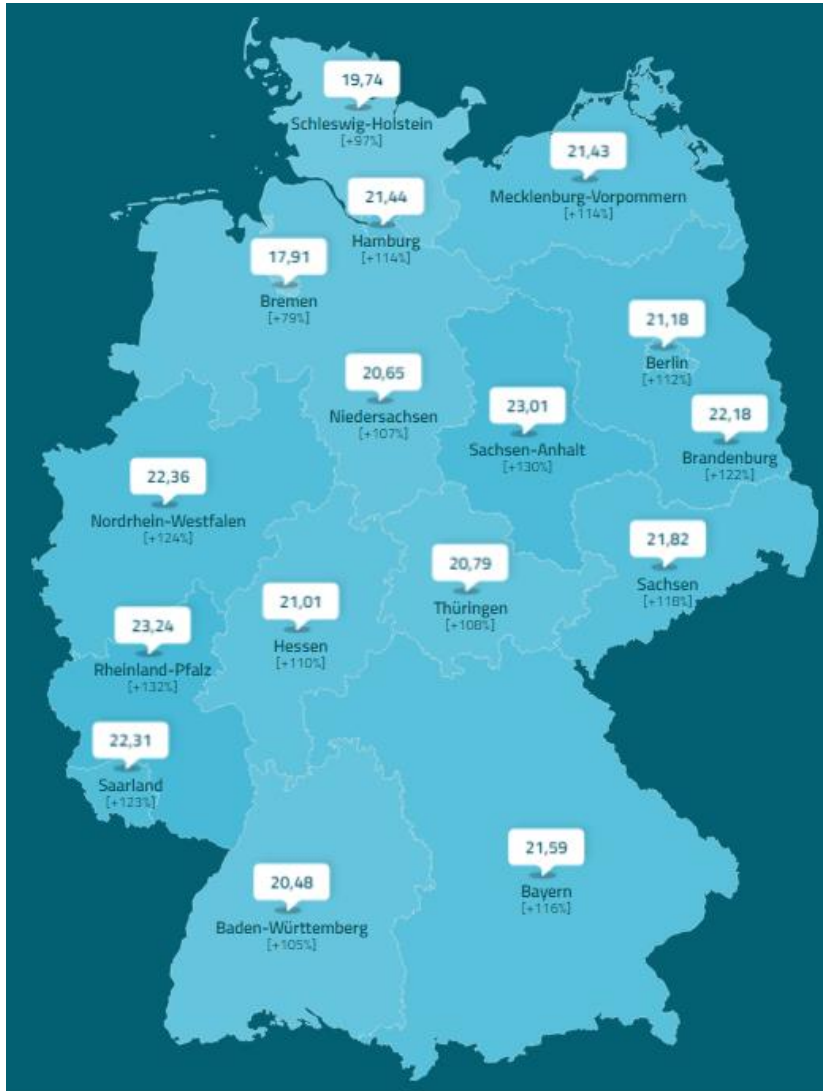 19,74
Schleswig-Holstein
[+97%]
21,43
Mecklenburg-Vorpommern
[+114%]
21,44
Hamburg
[+114%]
17,91
Bremen
[+79%]
21,18
Berlin
[+112%]
20,65
Niedersachsen
[+107%]
23,01
Sachsen-Anhalt
[+130%]
22,18
Brandenburg
[+122%]
22,36
Nordrhein-Westfalen
[+124%]
21,82
Sachsen
[+118%]
20,79
Thüringen
[+108%]
21,01
Hessen
[+110%]
23,24
Rheinland-Pfalz
[+132%]
22,31
Saarland
[+123%]
21,59
Bayern
[+116%]
20,48
Baden-Württemberg
[+105%]